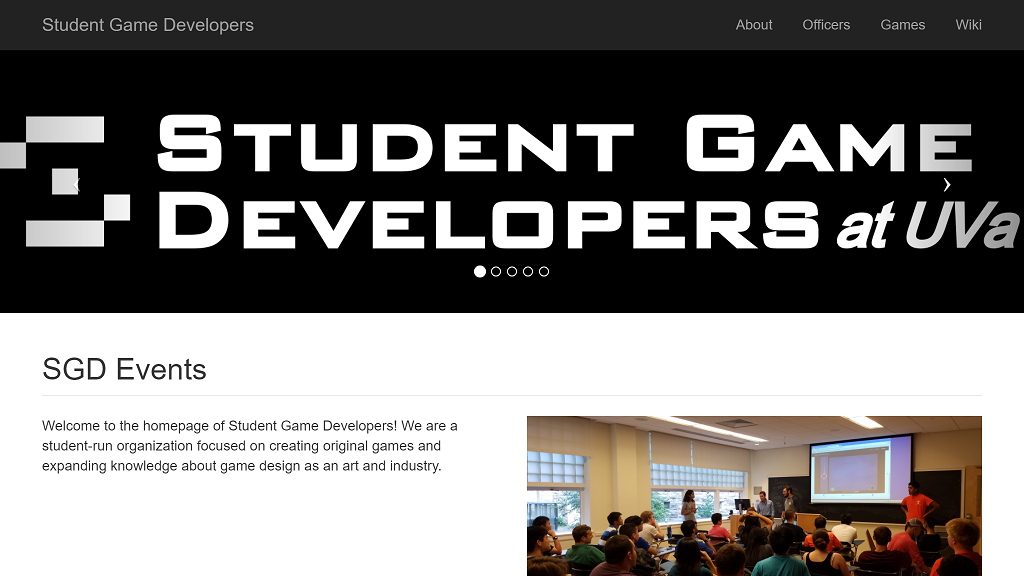 Student Game Developers
About Officers Games Wiki
STUDENT GAME
DEVELOPERS at UVa
SGD Events
Welcome to the homepage of Student Game Developers! We are a
student-run organization focused on creating original games and
expanding knowledge about game design as an art and industry.